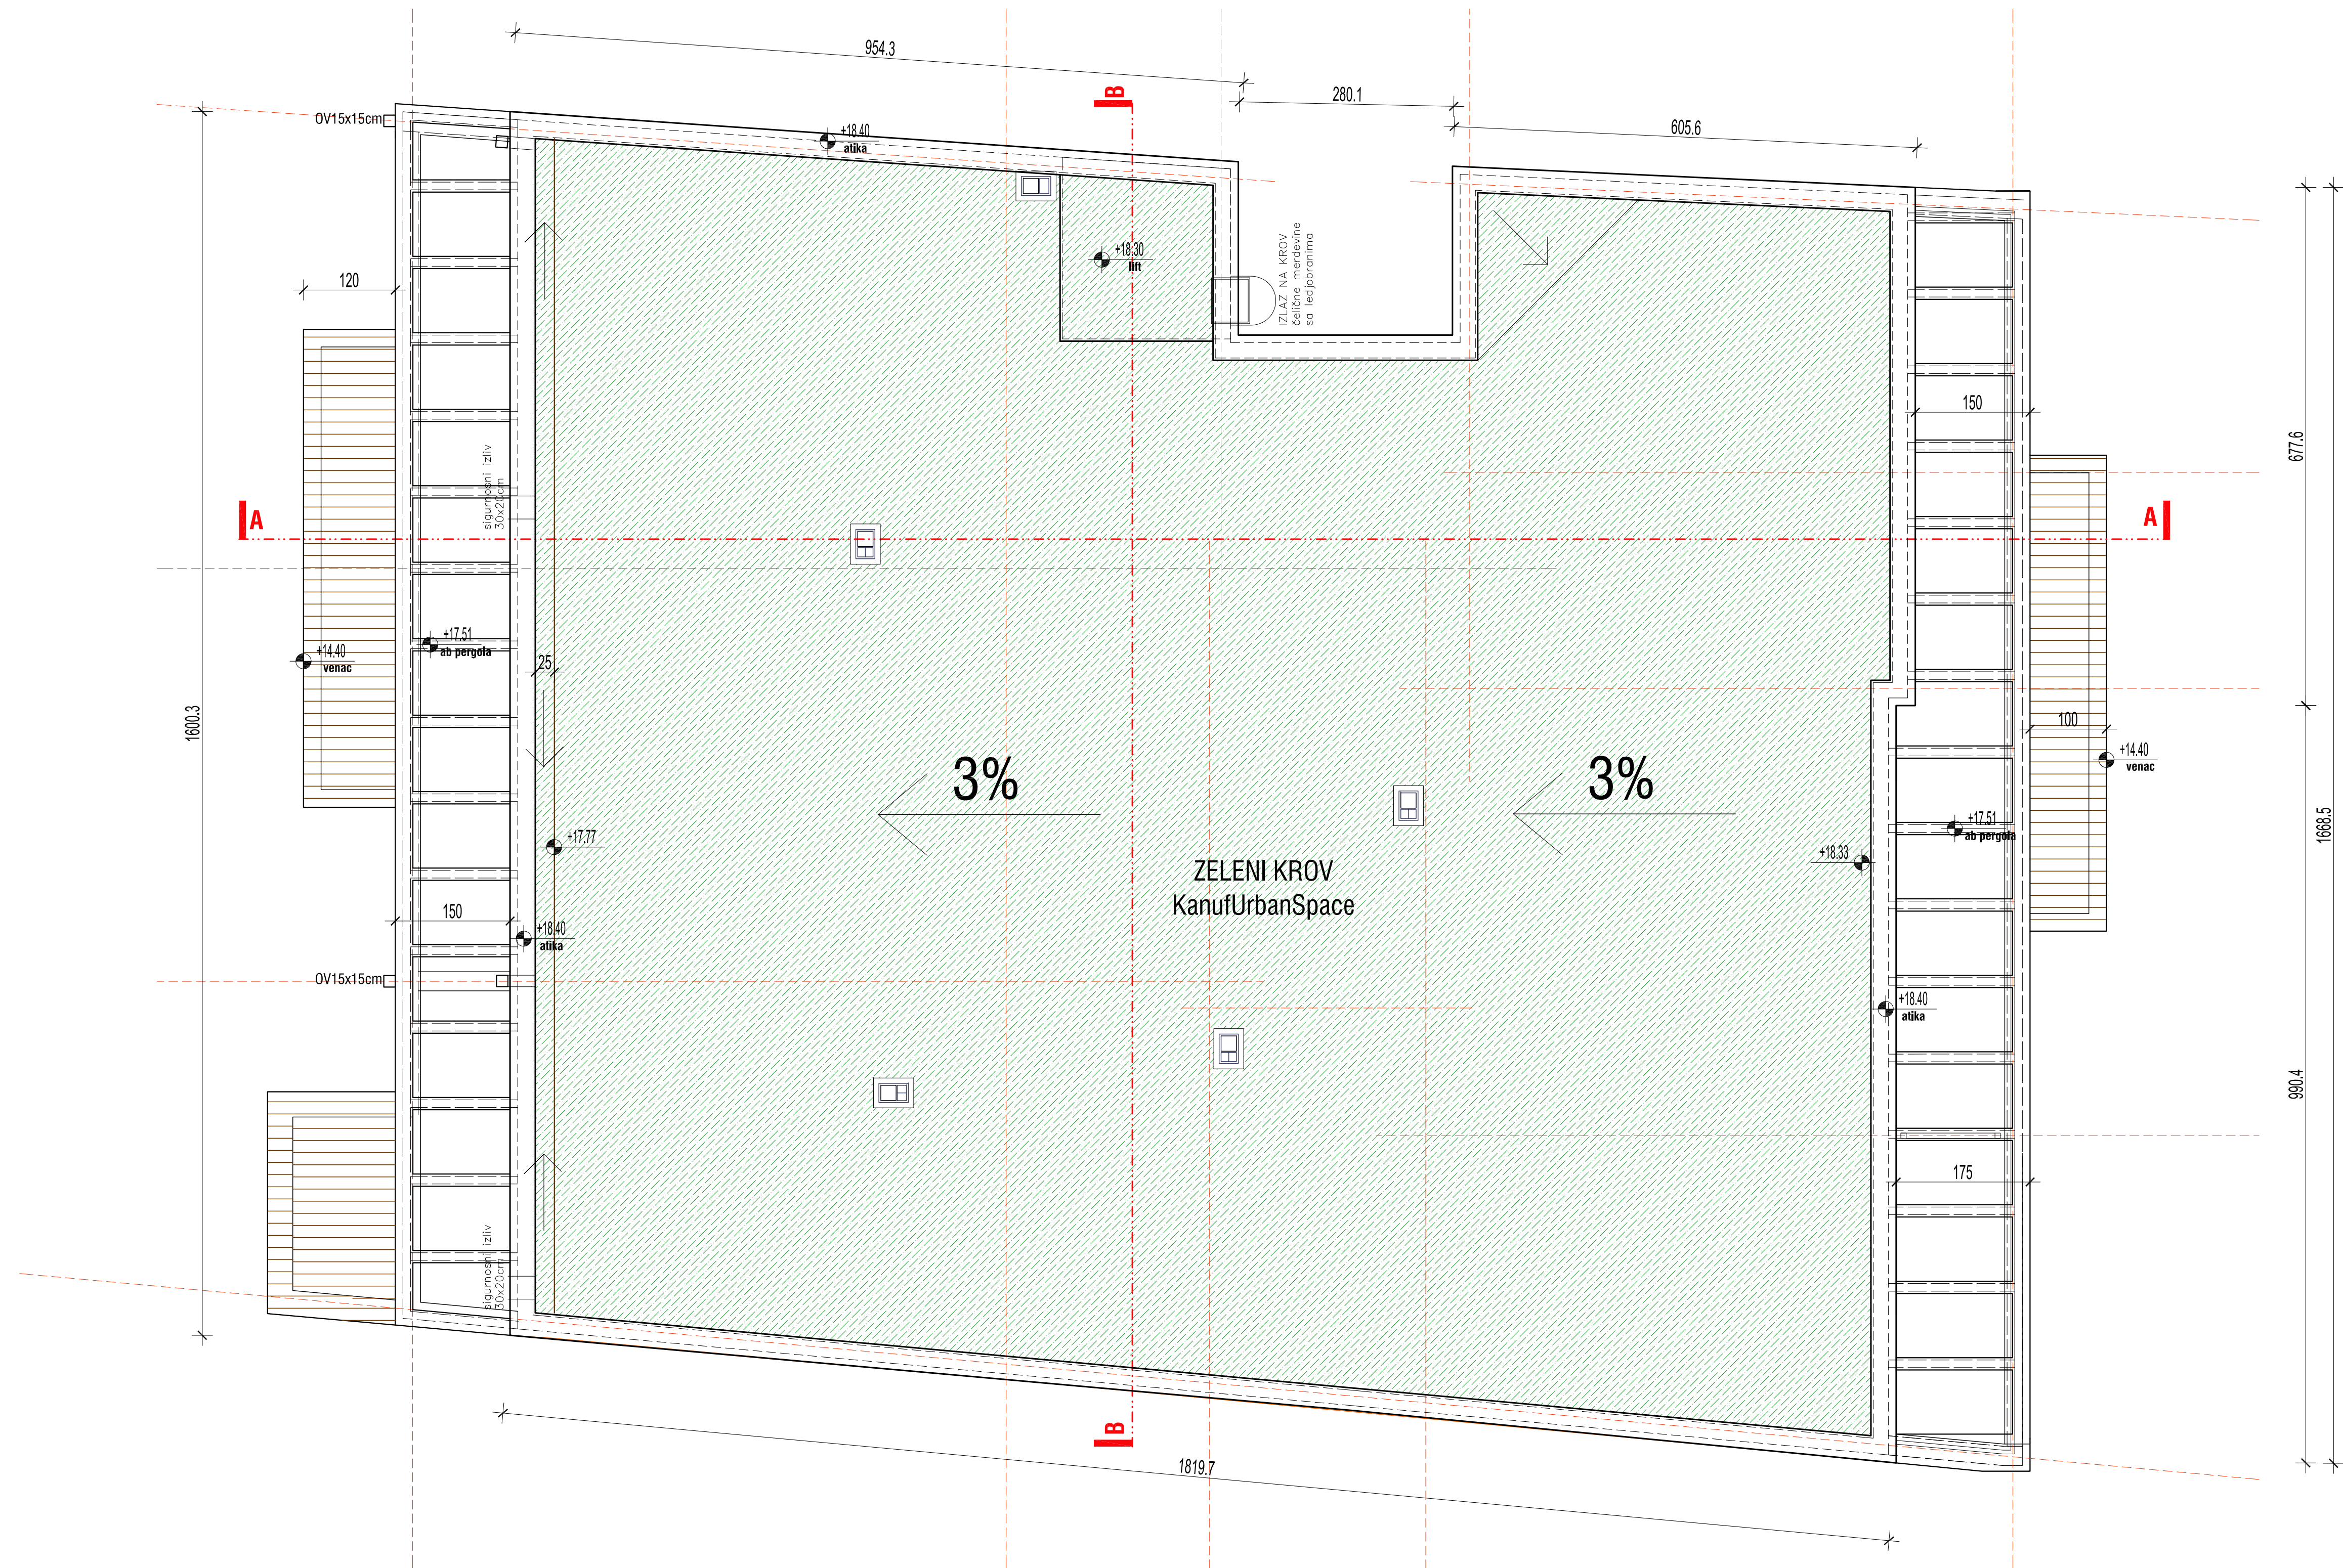 954.3
280.1
605.6
B
OV15x15cm
+18.40
atika
+18.30
lift
IZLAZ NA KROV
čelične merdevine
sa ledjobranima
120
150
677.6
sigurnosni izliv
30x20cm
A
A
+17.51
ab pergola
+14.40
venac
25
1600.3
100
+14.40
venac
3%
3%
+17.77
+18.33
+17.51
ab pergola
1668.5
ZELENI KROV
KanufUrbanSpace
150
+18.40
atika
OV15x15cm
+18.40
atika
990.4
175
sigurnosni izliv
30x20cm
B
1819.7